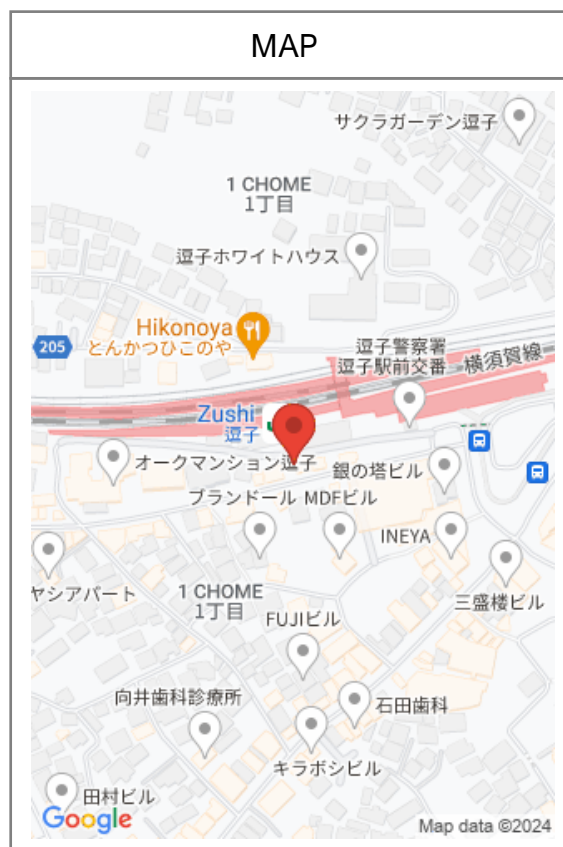 MAP
サクラガーデン逗子
1 CHOME
1丁目
逗子ホワイトハウス
Hikonoya
とんかつひこのや
205
逗子警察署
逗子駅前交番
横須賀線
Zushi
逗子
オークマンション逗子
銀の塔ビル
ブランドール
MDFビル
INEYA
ヤシアパート
1 CHOME
1丁目
三盛楼ビル
FUJIビル
向井歯科診療所
石田歯科
キラボシビル
田村ビル
Google
Map data ©2024